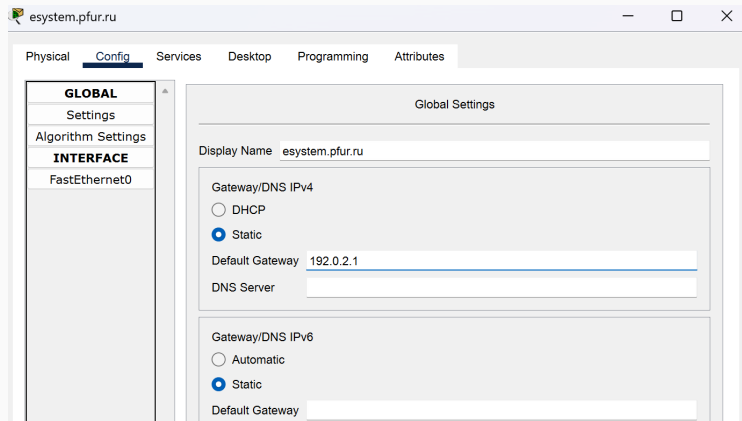 esystem.pfur.ru
Physical Config Services Desktop Programming Attributes
GLOBAL
Settings
Algorithm Settings
INTERFACE
FastEthernet0
Global Settings
Display Name esystem.pfur.ru
Gateway/DNS IPv4
DHCP
Static
Default Gateway 192.0.2.1
DNS Server
Gateway/DNS IPv6
Automatic
Static
Default Gateway